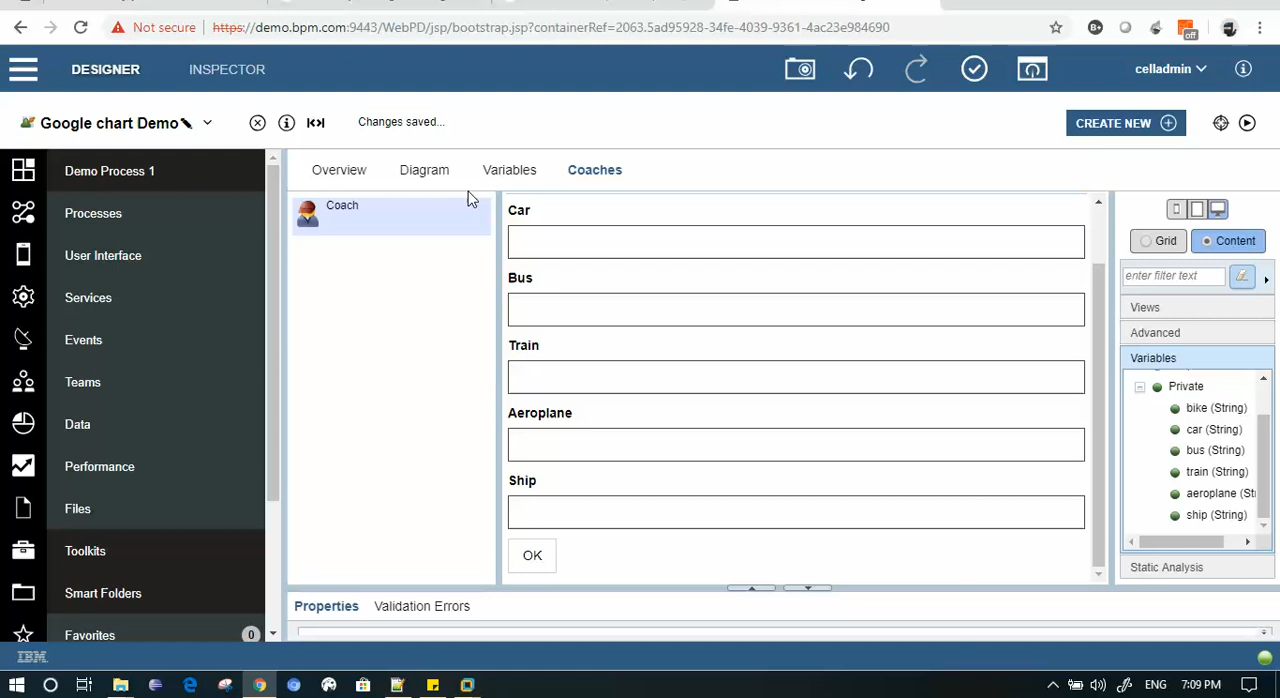 Not secure https://demo.bpm.com:9443/WebPD/jsp/bootstrap.jsp?containerRef=2063.5ad95928-34fe-4039-9361-4ac23e984690
off
DESIGNER INSPECTOR celladmin
Google chart Demo Changes saved... CREATE NEW
Demo Process 1
Processes
User Interface
Services
Events
Teams
Data
Performance
Files
Toolkits
Smart Folders
Favorites 0
Overview Diagram Variables Coaches
Coach
Car
Bus
Train
Aeroplane
Ship
OK
Grid Content
enter filter text
Views
Advanced
Variables
Private
bike (String)
car (String)
bus (String)
train (String)
aeroplane (Stri
ship (String)
Static Analysis
Properties Validation Errors
IBM
ENG 7:09 PM